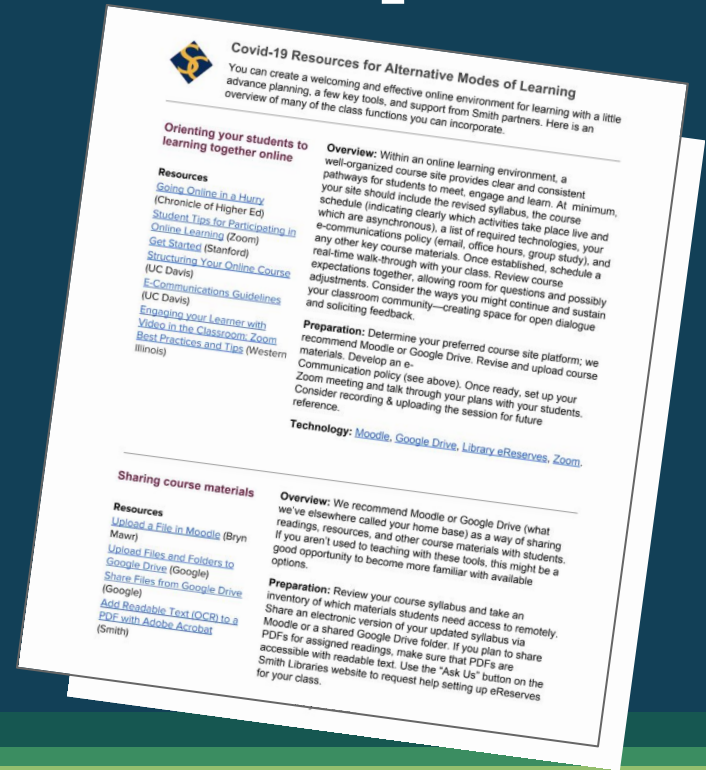 Covid-19 Resources for Alternative Modes of Learning
You can create a welcoming and effective online environment for learning with a little
advance planning, a few key tools, and support from Smith partners. Here is an
overview of many of the class functions you can incorporate.
Orienting your students to
learning together online
Resources
Going Online in a Hurry
(Chronicle of Higher Ed)
Student Tips for Participating in
Online Learning (Zoom)
Get Started (Stanford)
Structuring Your Online Course
(UC Davis)
E-Communications Guidelines
(UC Davis)
Engaging your Learner with
Video in the Classroom: Zoom
Best Practices and Tips (Western
Illinois)
Overview: Within an online learning environment, a
well-organized course site provides clear and consistent
pathways for students to meet, engage and learn. At minimum,
your site should include the revised syllabus, the course
schedule (indicating clearly which activities take place live and
which are asynchronous), a list of required technologies, your
e-communications policy (email, office hours, group study), and
any other key course materials. Once established, schedule a
real-time walk-through with your class. Review course
expectations together, allowing room for questions and possibly
adjustments. Consider the ways you might continue and sustain
your classroom community—creating space for open dialogue
and soliciting feedback.
Preparation: Determine your preferred course site platform; we
recommend Moodle or Google Drive. Revise and upload course
materials. Develop an e-
Communication policy (see above). Once ready, set up your
Zoom meeting and talk through your plans with your students.
Consider recording & uploading the session for future
reference.
Technology: Moodle, Google Drive, Library eReserves, Zoom.
Sharing course materials
Resources
Upload a File in Moodle (Bryn
Mawr)
Upload Files and Folders to
Google Drive (Google)
Share Files from Google Drive
(Google)
Add Readable Text (OCR) to a
PDF with Adobe Acrobat
(Smith)
Overview: We recommend Moodle or Google Drive (what
we've elsewhere called your home base) as a way of sharing
readings, resources, and other course materials with students.
If you aren't used to teaching with these tools, this might be a
good opportunity to become more familiar with available
options.
Preparation: Review your course syllabus and take an
inventory of which materials students need access to remotely.
Share an electronic version of your updated syllabus via
Moodle or a shared Google Drive folder. If you plan to share
PDFs for assigned readings, make sure that PDFs are
accessible with readable text. Use the "Ask Us" button on the
Smith Libraries website to request help setting up eReserves
for your class.